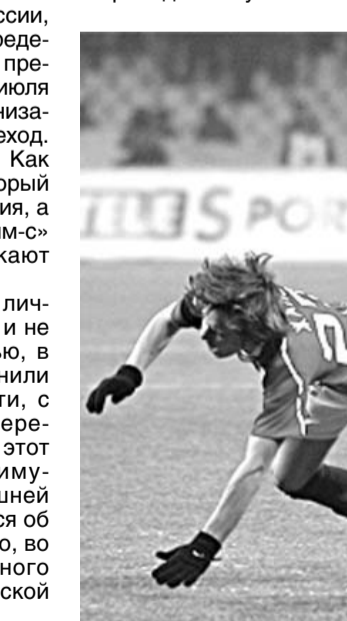 ссии,
реде-
пре-
июля
низа-
еход.
Как
орый
ия, а
м-с»
кают
лич-
и не
ью, в
нили
ти, с
ере-
этот
иму-
шней
ся об
о, во
ного
ской
TLE SPOR